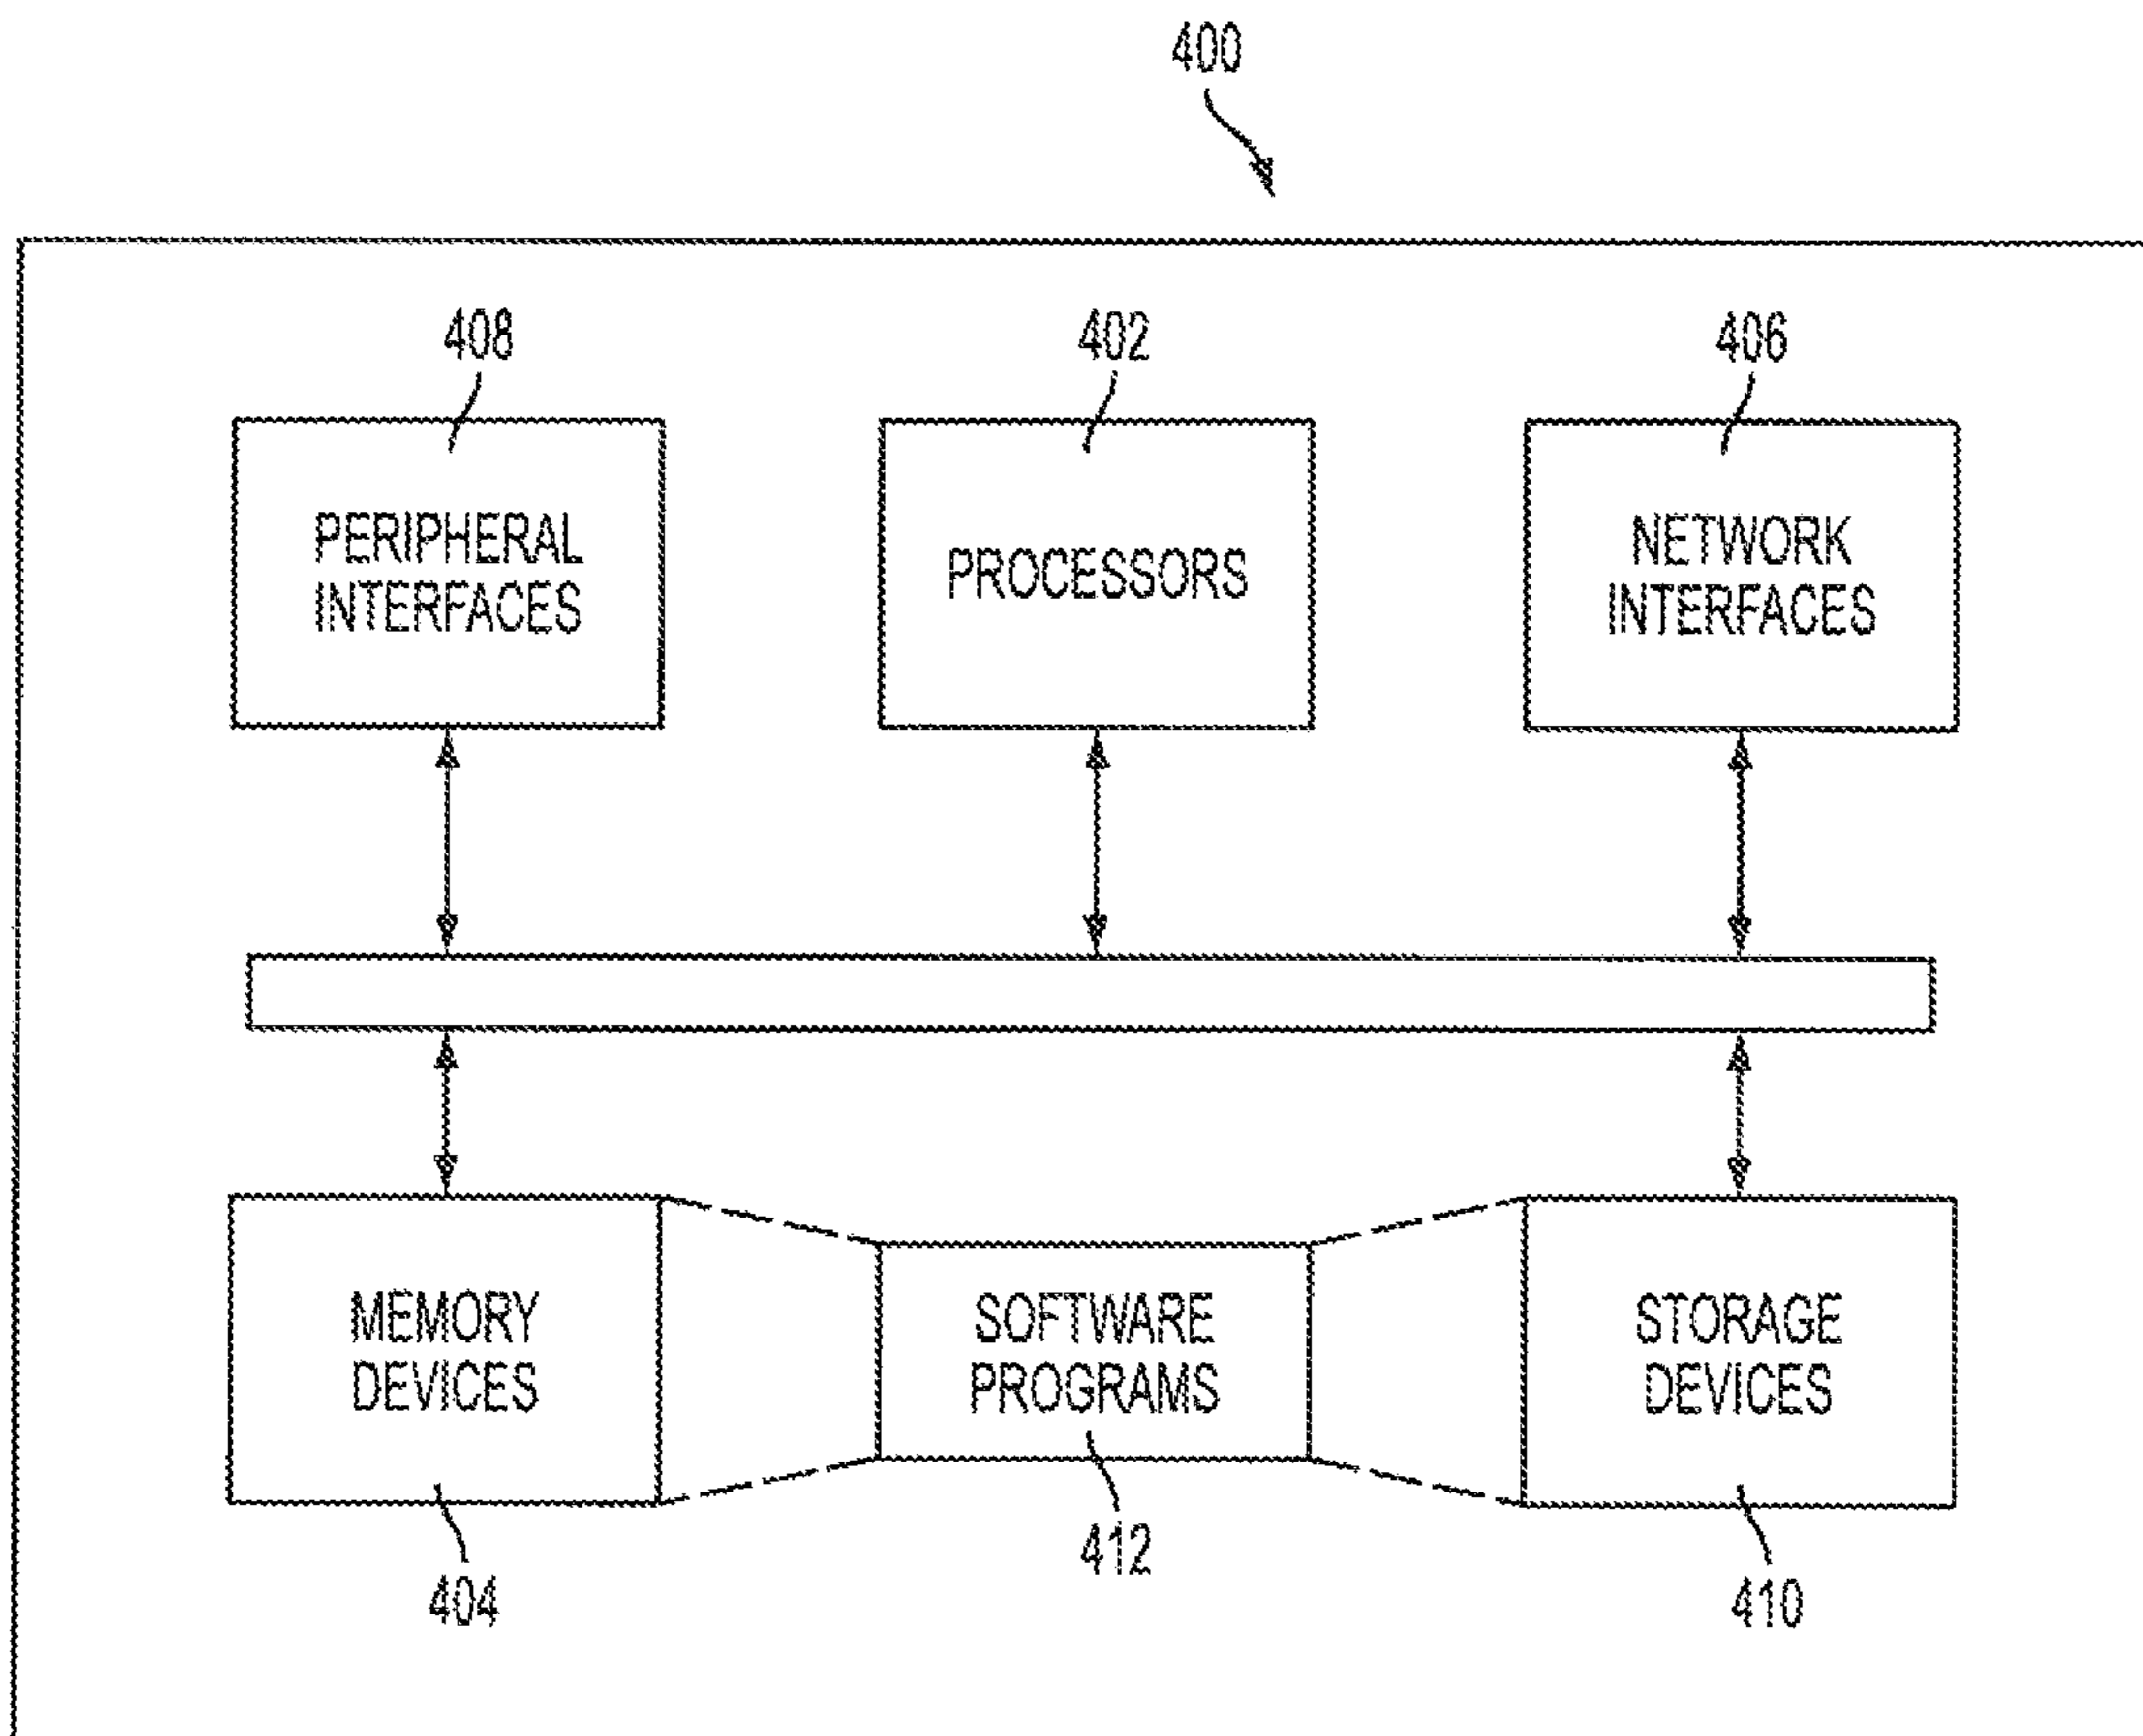 400
408
402
406
PERIPHERAL
INTERFACES
PROCESSORS
NETWORK
INTERFACES
MEMORY
DEVICES
SOFTWARE
PROGRAMS
STORAGE
DEVICES
404
412
410